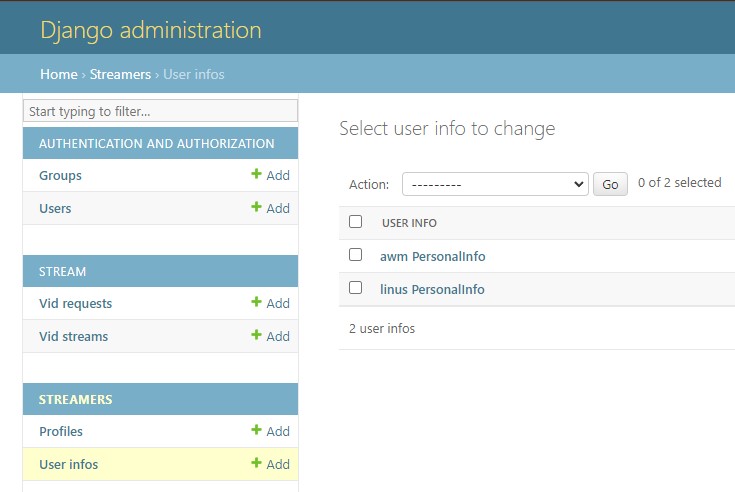 Django administration
Home › Streamers › User infos
Start typing to filter...
AUTHENTICATION AND AUTHORIZATION
Groups + Add
Users + Add
STREAM
Vid requests + Add
Vid streams + Add
STREAMERS
Profiles + Add
User infos + Add
Select user info to change
Action: --------- Go 0 of 2 selected
USER INFO
awm PersonalInfo
linus PersonalInfo
2 user infos